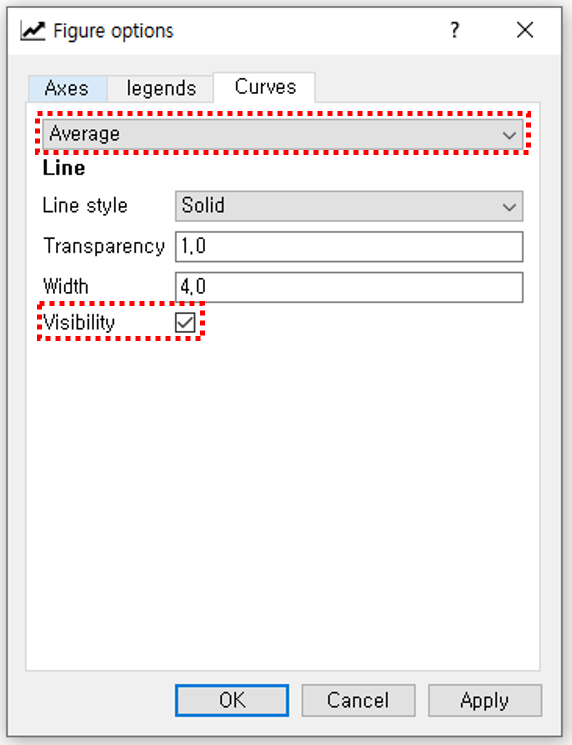 Figure options
?
Axes legends Curves
Average
Line
Line style Solid
Transparency 1,0
Width 4,0
Visibility
OK Cancel Apply